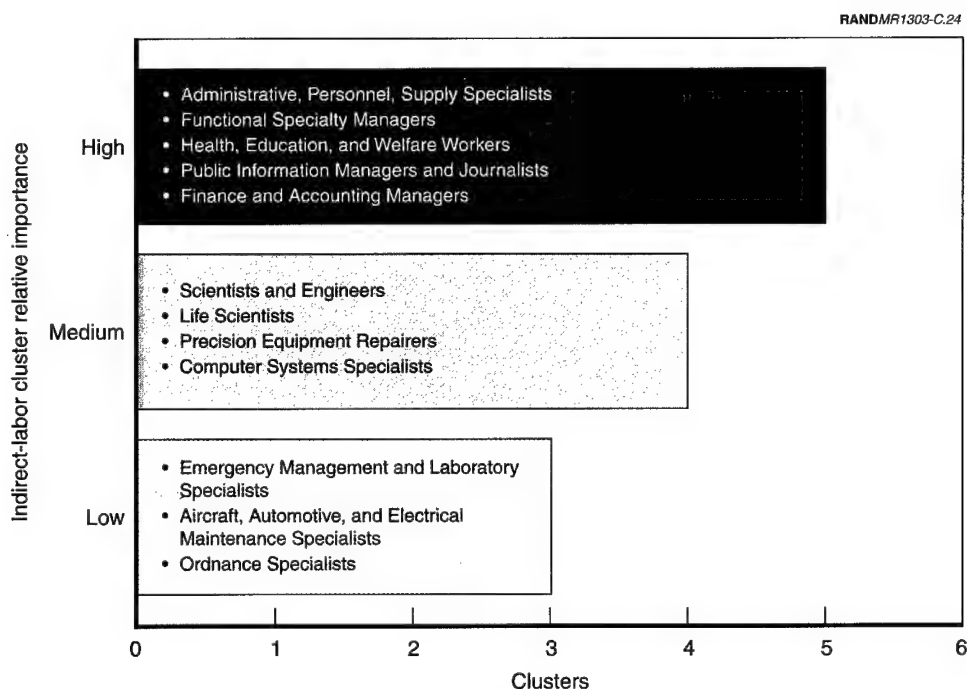 RANDMR1303-C.24
Indirect-labor cluster relative importance
High
• Administrative, Personnel, Supply Specialists
• Functional Specialty Managers
• Health, Education, and Welfare Workers
• Public Information Managers and Journalists
• Finance and Accounting Managers
Medium
• Scientists and Engineers
• Life Scientists
• Precision Equipment Repairers
• Computer Systems Specialists
Low
• Emergency Management and Laboratory
Specialists
• Aircraft, Automotive, and Electrical
Maintenance Specialists
• Ordnance Specialists
0 1 2 3 4 5 6
Clusters